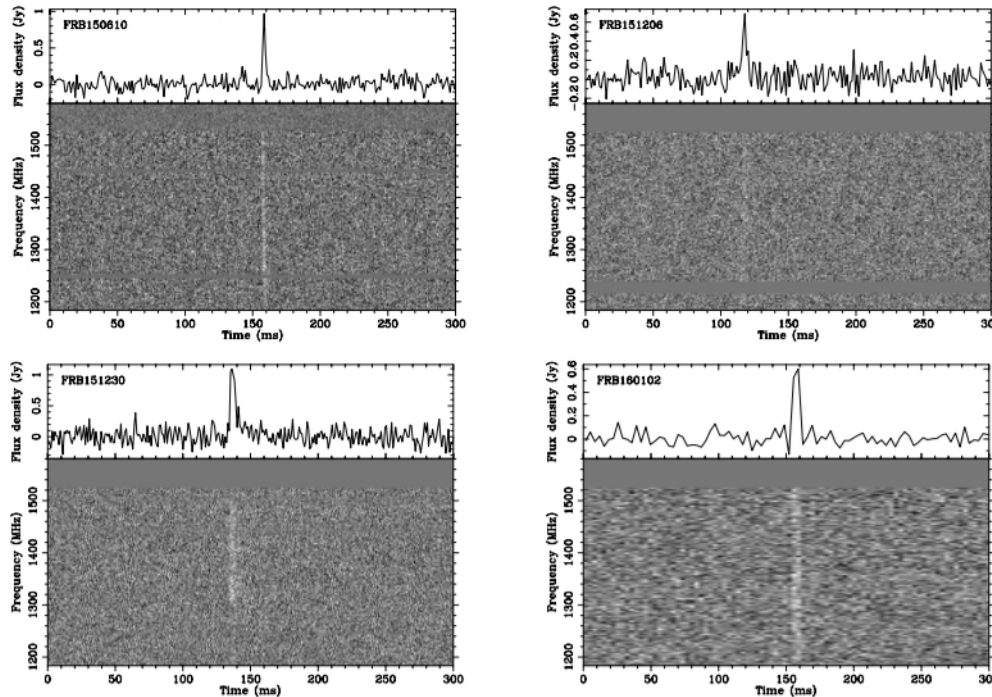 FRB150610
Flux density (Jy)
1
0.5
0
Frequency (MHz)
1500
1400
1300
1200
0 50 100 150 200 250 300
Time (ms)
FRB151206
Flux density (Jy)
0.6
0.4
0.2
0
−0.2
Frequency (MHz)
1500
1400
1300
1200
0 50 100 150 200 250 300
Time (ms)
FRB151230
Flux density (Jy)
1
0.5
0
Frequency (MHz)
1500
1400
1300
1200
0 50 100 150 200 250 300
Time (ms)
FRB160102
Flux density (Jy)
0.6
0.4
0.2
0
Frequency (MHz)
1500
1400
1300
1200
0 50 100 150 200 250 300
Time (ms)